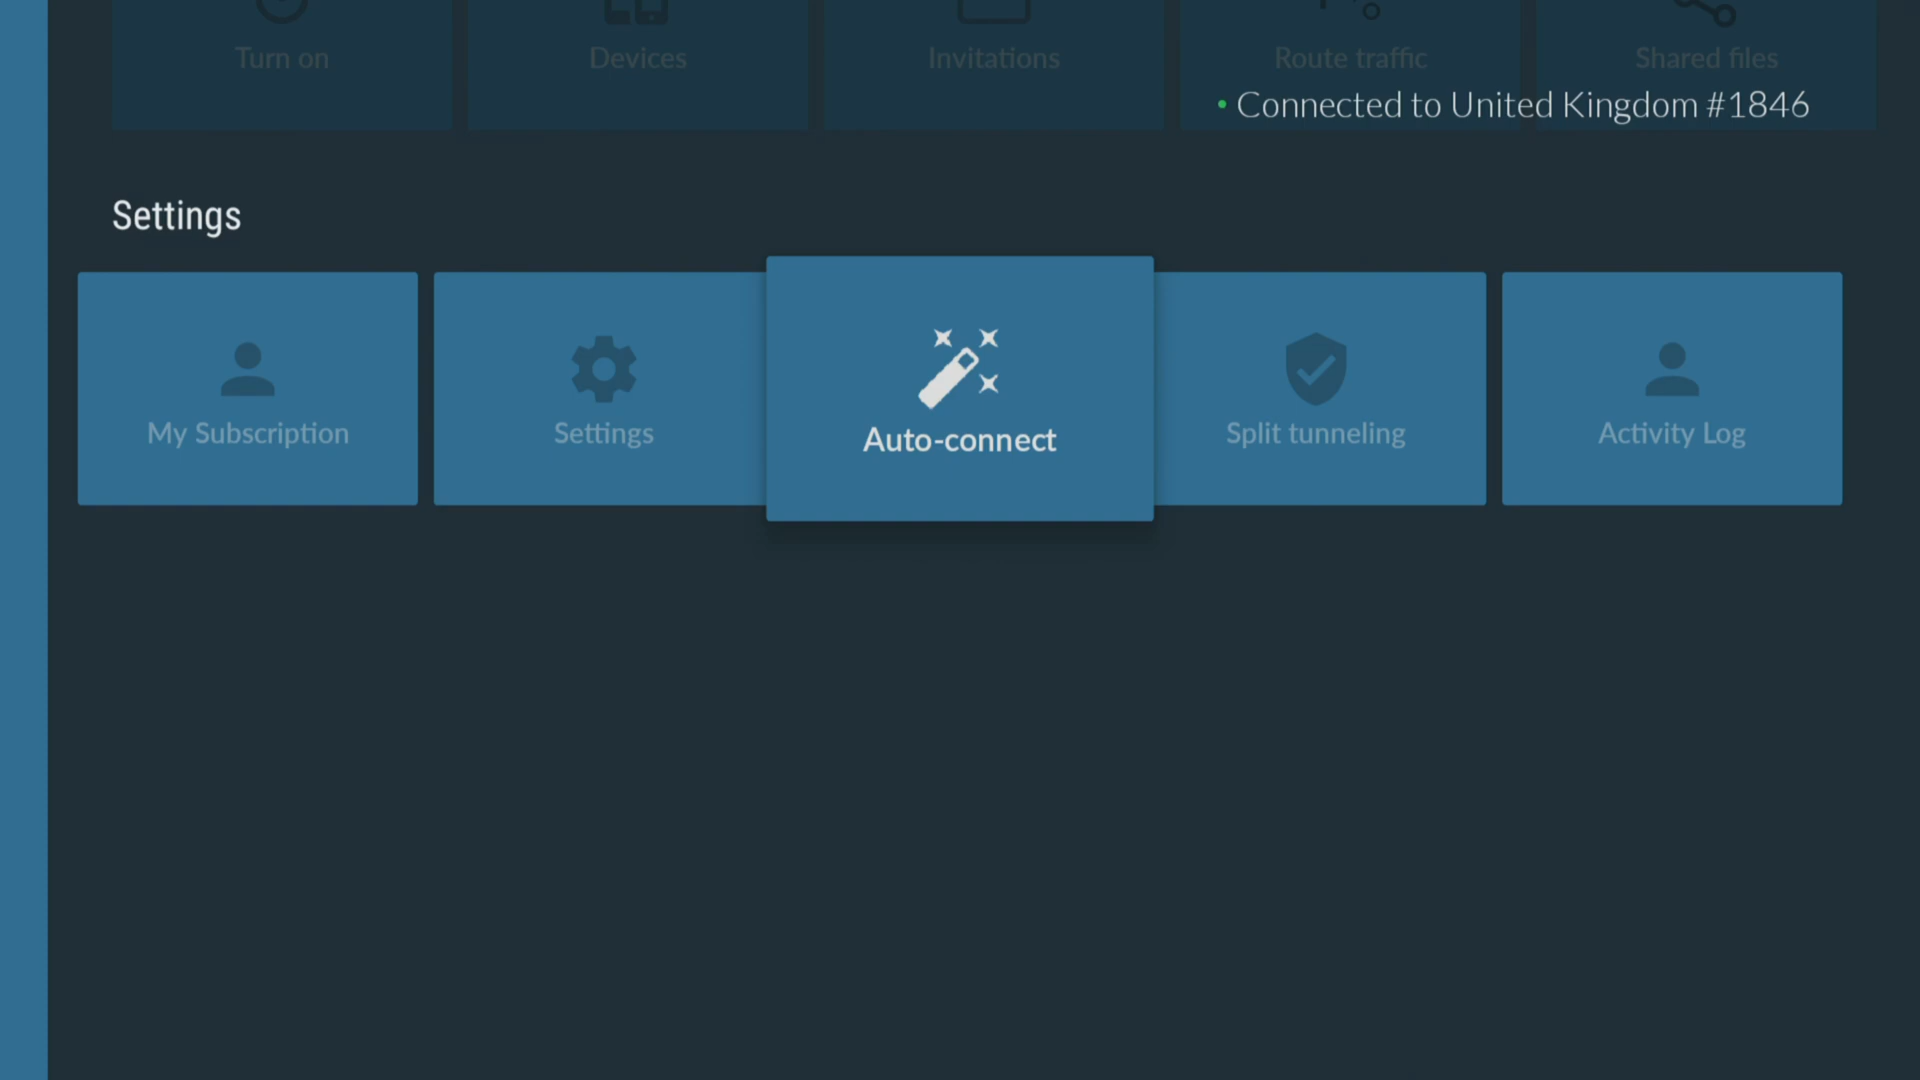 Turn on
Devices
Invitations
Route traffic
Shared files
Connected to United Kingdom #1846
Settings
My Subscription
Settings
Auto-connect
Split tunneling
Activity Log